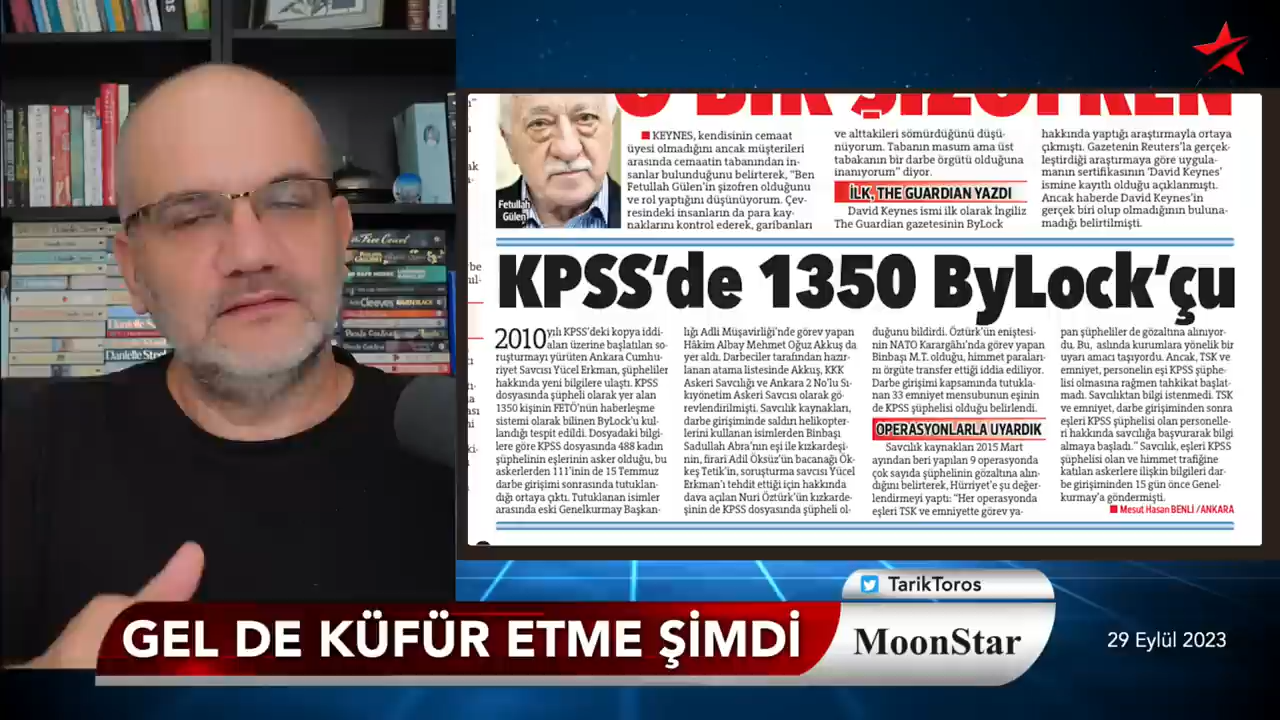 O BİR ŞİZOFREN
Fetullah
Gülen
KEYNES, kendisinin cemaat
üyesi olmadığını ancak müşterileri
arasında cemaatin tabanından in-
sanlar bulunduğunu belirterek, “Ben
Fetullah Gülen’in şizofren olduğunu
ve rol yaptığını düşünüyorum. Çev-
resindeki insanların da para kay-
naklarını kontrol ederek, garibanları
ve alttakileri sömürdüğünü düşü-
nüyorum. Tabanın masum ama üst
tabakanın bir darbe örgütü olduğuna
inanıyorum” diyor.
İLK, THE GUARDIAN YAZDI
David Keynes ismi ilk olarak İngiliz
The Guardian gazetesinin ByLock
hakkında yaptığı araştırmayla ortaya
çıkmıştı. Gazetenin Reuters’la gerçek-
leştirdiği araştırmaya göre uygula-
manın sertifikasının ‘David Keynes’
ismine kayıtlı olduğu açıklanmıştı.
Ancak haberde David Keynes’in
gerçek biri olup olmadığının buluna-
madığı belirtilmişti.
KPSS’de 1350 ByLock’çu
2010 yılı KPSS’deki kopya iddi-
alan üzerine başlatılan so-
ruşturmayı yürüten Ankara Cumhu-
riyet Savcısı Yücel Erkman, şüpheliler
hakkında yeni bilgilere ulaştı. KPSS
dosyasında şüpheli olarak yer alan
1350 kişinin FETÖ’nün haberleşme
sistemi olarak bilinen ByLock’u kul-
landığı tespit edildi. Dosyadaki bilgi-
lere göre KPSS dosyasında 488 kadın
şüphelinin eşlerinin asker olduğu, bu
askerlerden 111’inin de 15 Temmuz
darbe girişimi sonrasında tutuklan-
dığı ortaya çıktı. Tutuklanan isimler
arasında eski Genelkurmay Başkan-
lığı Adli Müşavirliği’nde görev yapan
Hâkim Albay Mehmet Oğuz Akkuş da
yer aldı. Darbeciler tarafından hazır-
lanan atama listesinde Akkuş, KKK
Askeri Savcılığı ve Ankara 2 No’lu Sı-
kıyönetim Askeri Savcısı olarak gö-
revlendirilmişti. Savcılık kaynakları,
darbe girişiminde saldırı helikopter-
lerini kullanan isimlerden Binbaşı
Sadullah Abra’nın eşi ile kızkardeşi-
nin, firari Adil Öksüz’ün bacanağı Ök-
keş Tetik’in, soruşturma savcısı Yücel
Erkman’ı tehdit ettiği için hakkında
dava açılan Nuri Öztürk’ün kızkarde-
şinin de KPSS dosyasında şüpheli ol-
duğunu bildirdi. Öztürk’ün eniştesi-
nin NATO Karargâhı’nda görev yapan
Binbaşı M.T. olduğu, himmet paraları-
nı örgüte transfer ettiği iddia ediliyor.
Darbe girişimi kapsamında tutukla-
nan 33 emniyet mensubunun eşinin
de KPSS şüphelisi olduğu belirlendi.
OPERASYONLARLA UYARDIK
Savcılık kaynakları 2015 Mart
ayından beri yapılan 9 operasyonda
çok sayıda şüphelinin gözaltına alın-
dığını belirterek, Hürriyet’e şu değer-
lendirmeyi yaptı: “Her operasyonda
eşleri TSK ve emniyette görev ya-
pan şüpheliler de gözaltına alınıyor-
du. Bu, aslında kurumlara yönelik bir
uyarı amacı taşıyordu. Ancak, TSK ve
emniyet, personelin eşi KPSS şüphe-
lisi olmasına rağmen tahkikat başlat-
madı. Savcılıktan bilgi istenmedi. TSK
ve emniyet, darbe girişiminden sonra
eşleri KPSS şüphelisi olan personelle-
ri hakkında savcılığa başvurarak bilgi
almaya başladı.” Savcılık, eşleri KPSS
şüphelisi olan ve himmet trafiğine
katılan askerlere ilişkin bilgileri dar-
be girişiminden 15 gün önce Genel-
kurmay’a göndermişti.
Mesut Hasan BENLİ / ANKARA
TarikToros
GEL DE KÜFÜR ETME ŞİMDİ
MoonStar
29 Eylül 2023